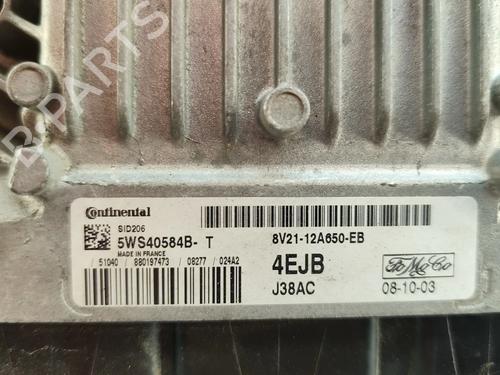 B-PARTS
Continental
SID206
5WS40584B- T
MADE IN FRANCE
/ 51040 / 880197473 / 08277 / 024A2
8V21-12A650-EB
4EJB
J38AC
FoMoCo
08-10-03